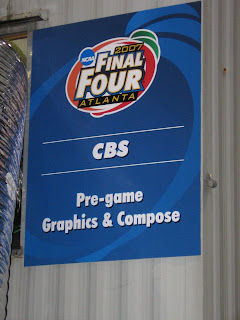 NCAA
2007
FINAL
FOUR
ATLANTA
CBS
Pre-game
Graphics & Compose